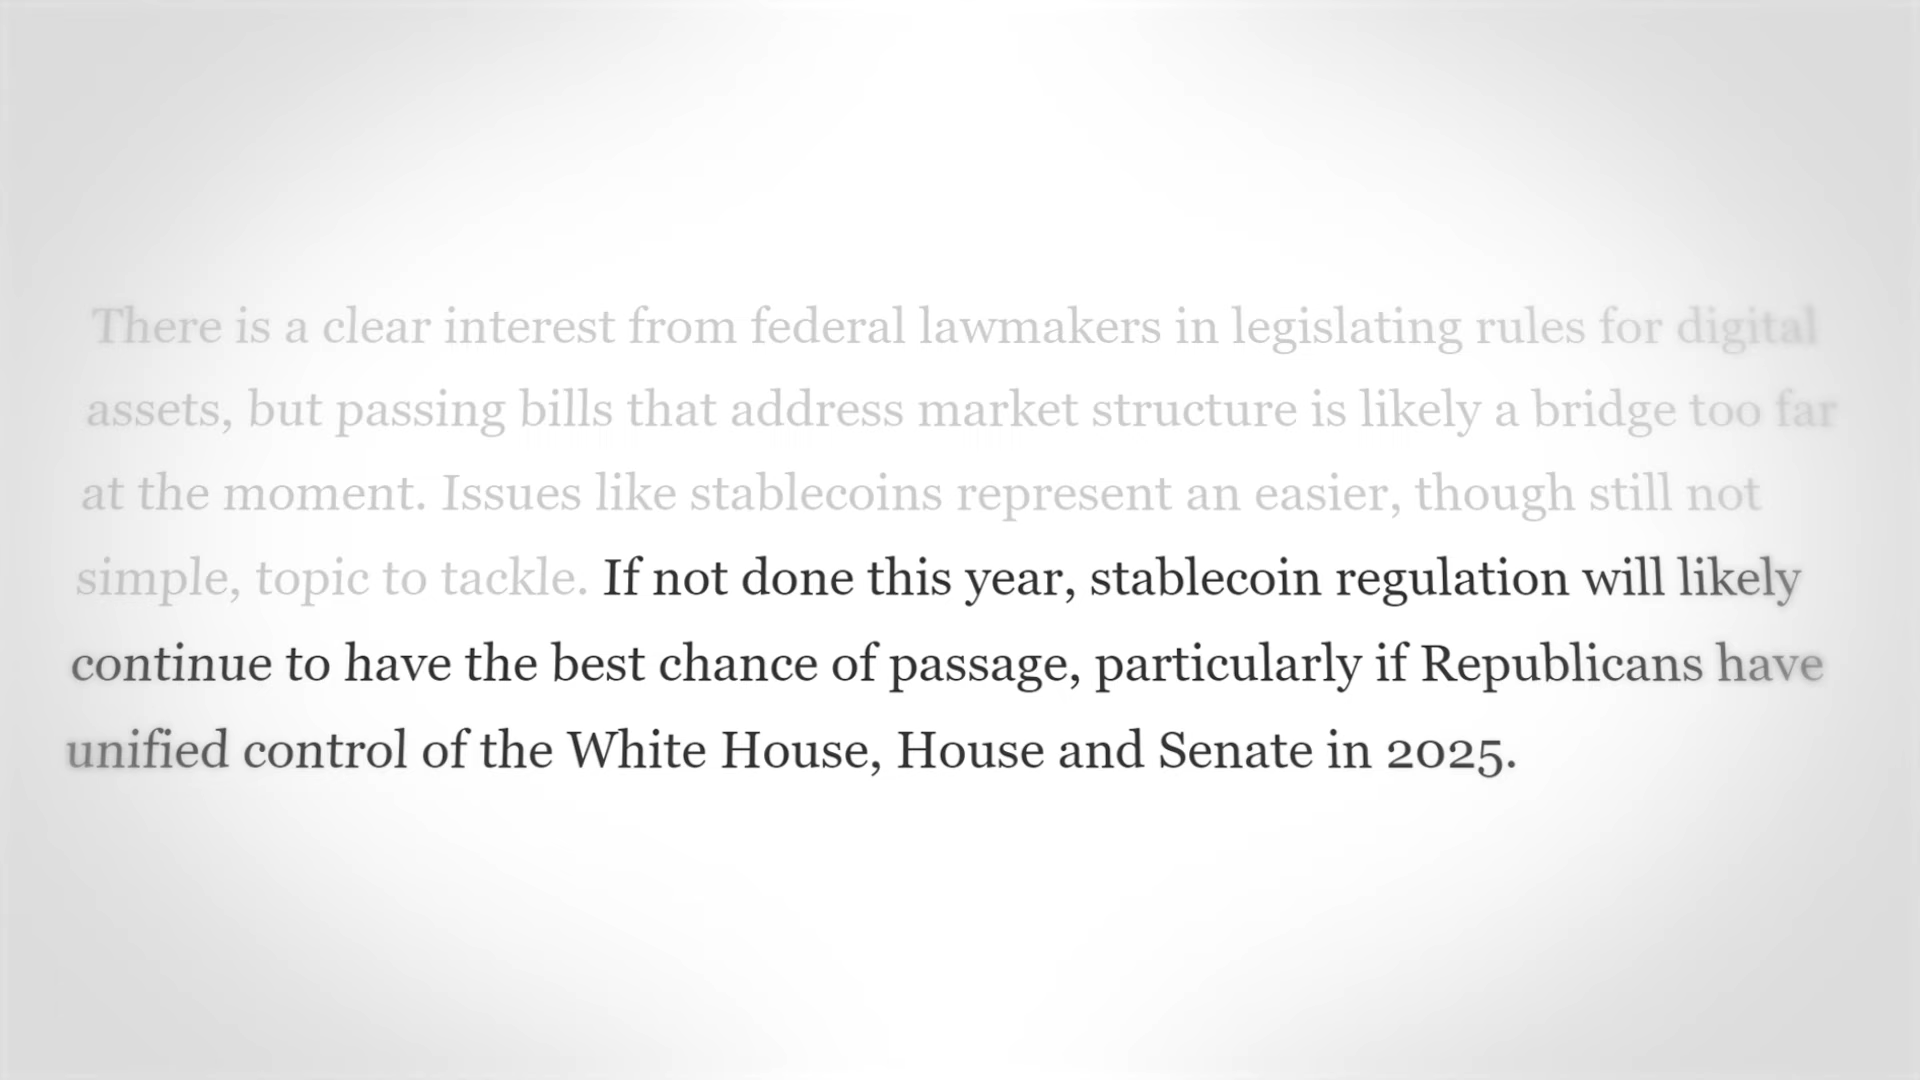 There is a clear interest from federal lawmakers in legislating rules for digital
assets, but passing bills that address market structure is likely a bridge too far
at the moment. Issues like stablecoins represent an easier, though still not
simple, topic to tackle. If not done this year, stablecoin regulation will likely
continue to have the best chance of passage, particularly if Republicans have
unified control of the White House, House and Senate in 2025.